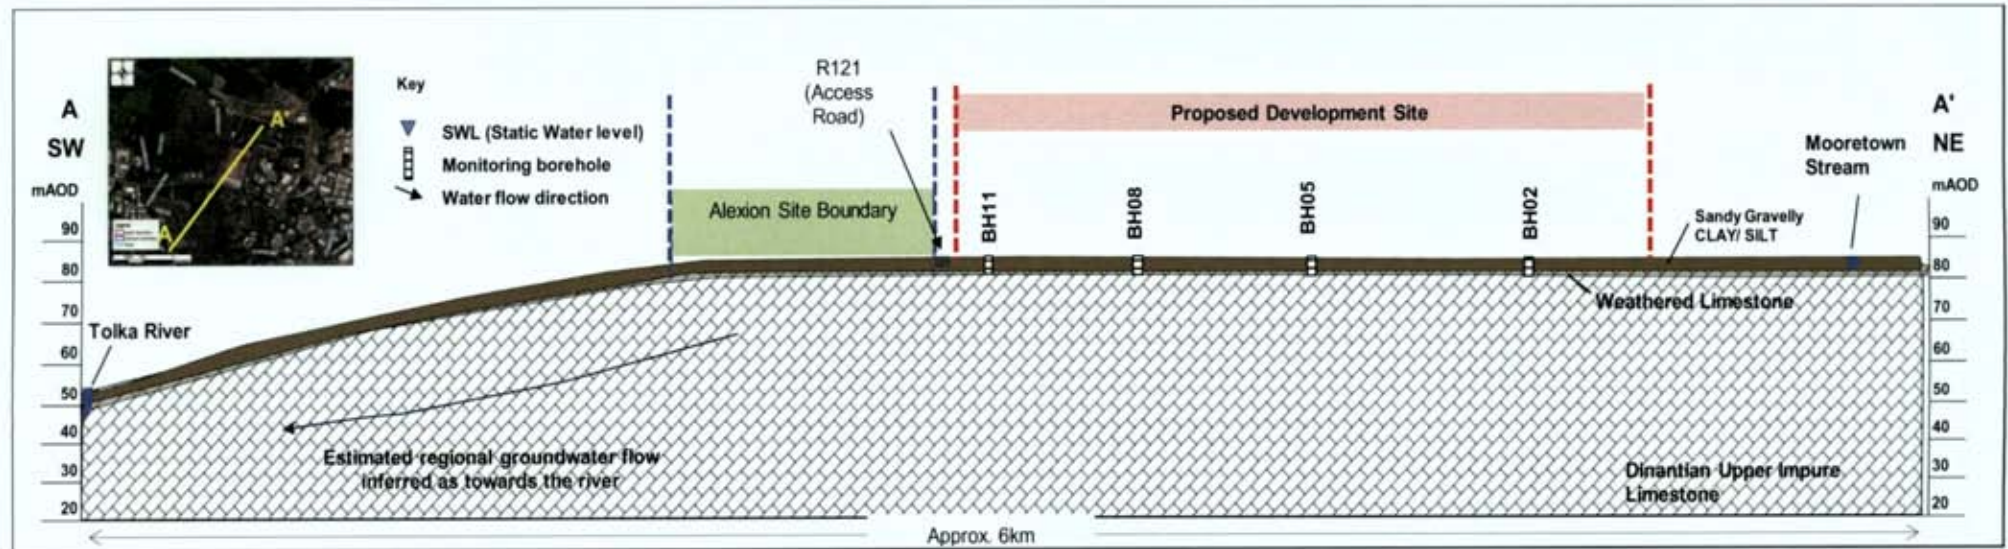 A
SW
mAOD
90
80
70
60
50
40
30
20
A'
A
Key
SWL (Static Water level)
Monitoring borehole
Water flow direction
Tolka River
Alexion Site Boundary
R121
(Access
Road)
Proposed Development Site
BH11
BH08
BH05
BH02
Sandy Gravelly
CLAY/ SILT
Weathered Limestone
Mooretown
Stream
Estimated regional groundwater flow
inferred as towards the river
Dinantian Upper Impure
Limestone
A'
NE
mAOD
90
80
70
60
50
40
30
20
Approx. 6km